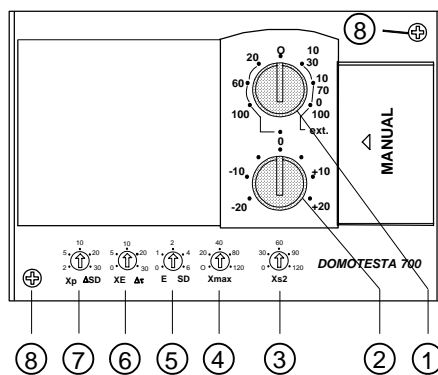 8
20 O 10
30
60 10
70
0
100 100
ext.
0
-10 +10
-20 +20
MANUAL
10 10 2 40 60
5 20 5 20 1 4 20 80 30 90
2 30 0 30 0 6 O 120 0 120
Xp ΔSD XE Δτ E SD Xmax Xs2
DOMOTESTA 700
8 7 6 5 4 3 2 1